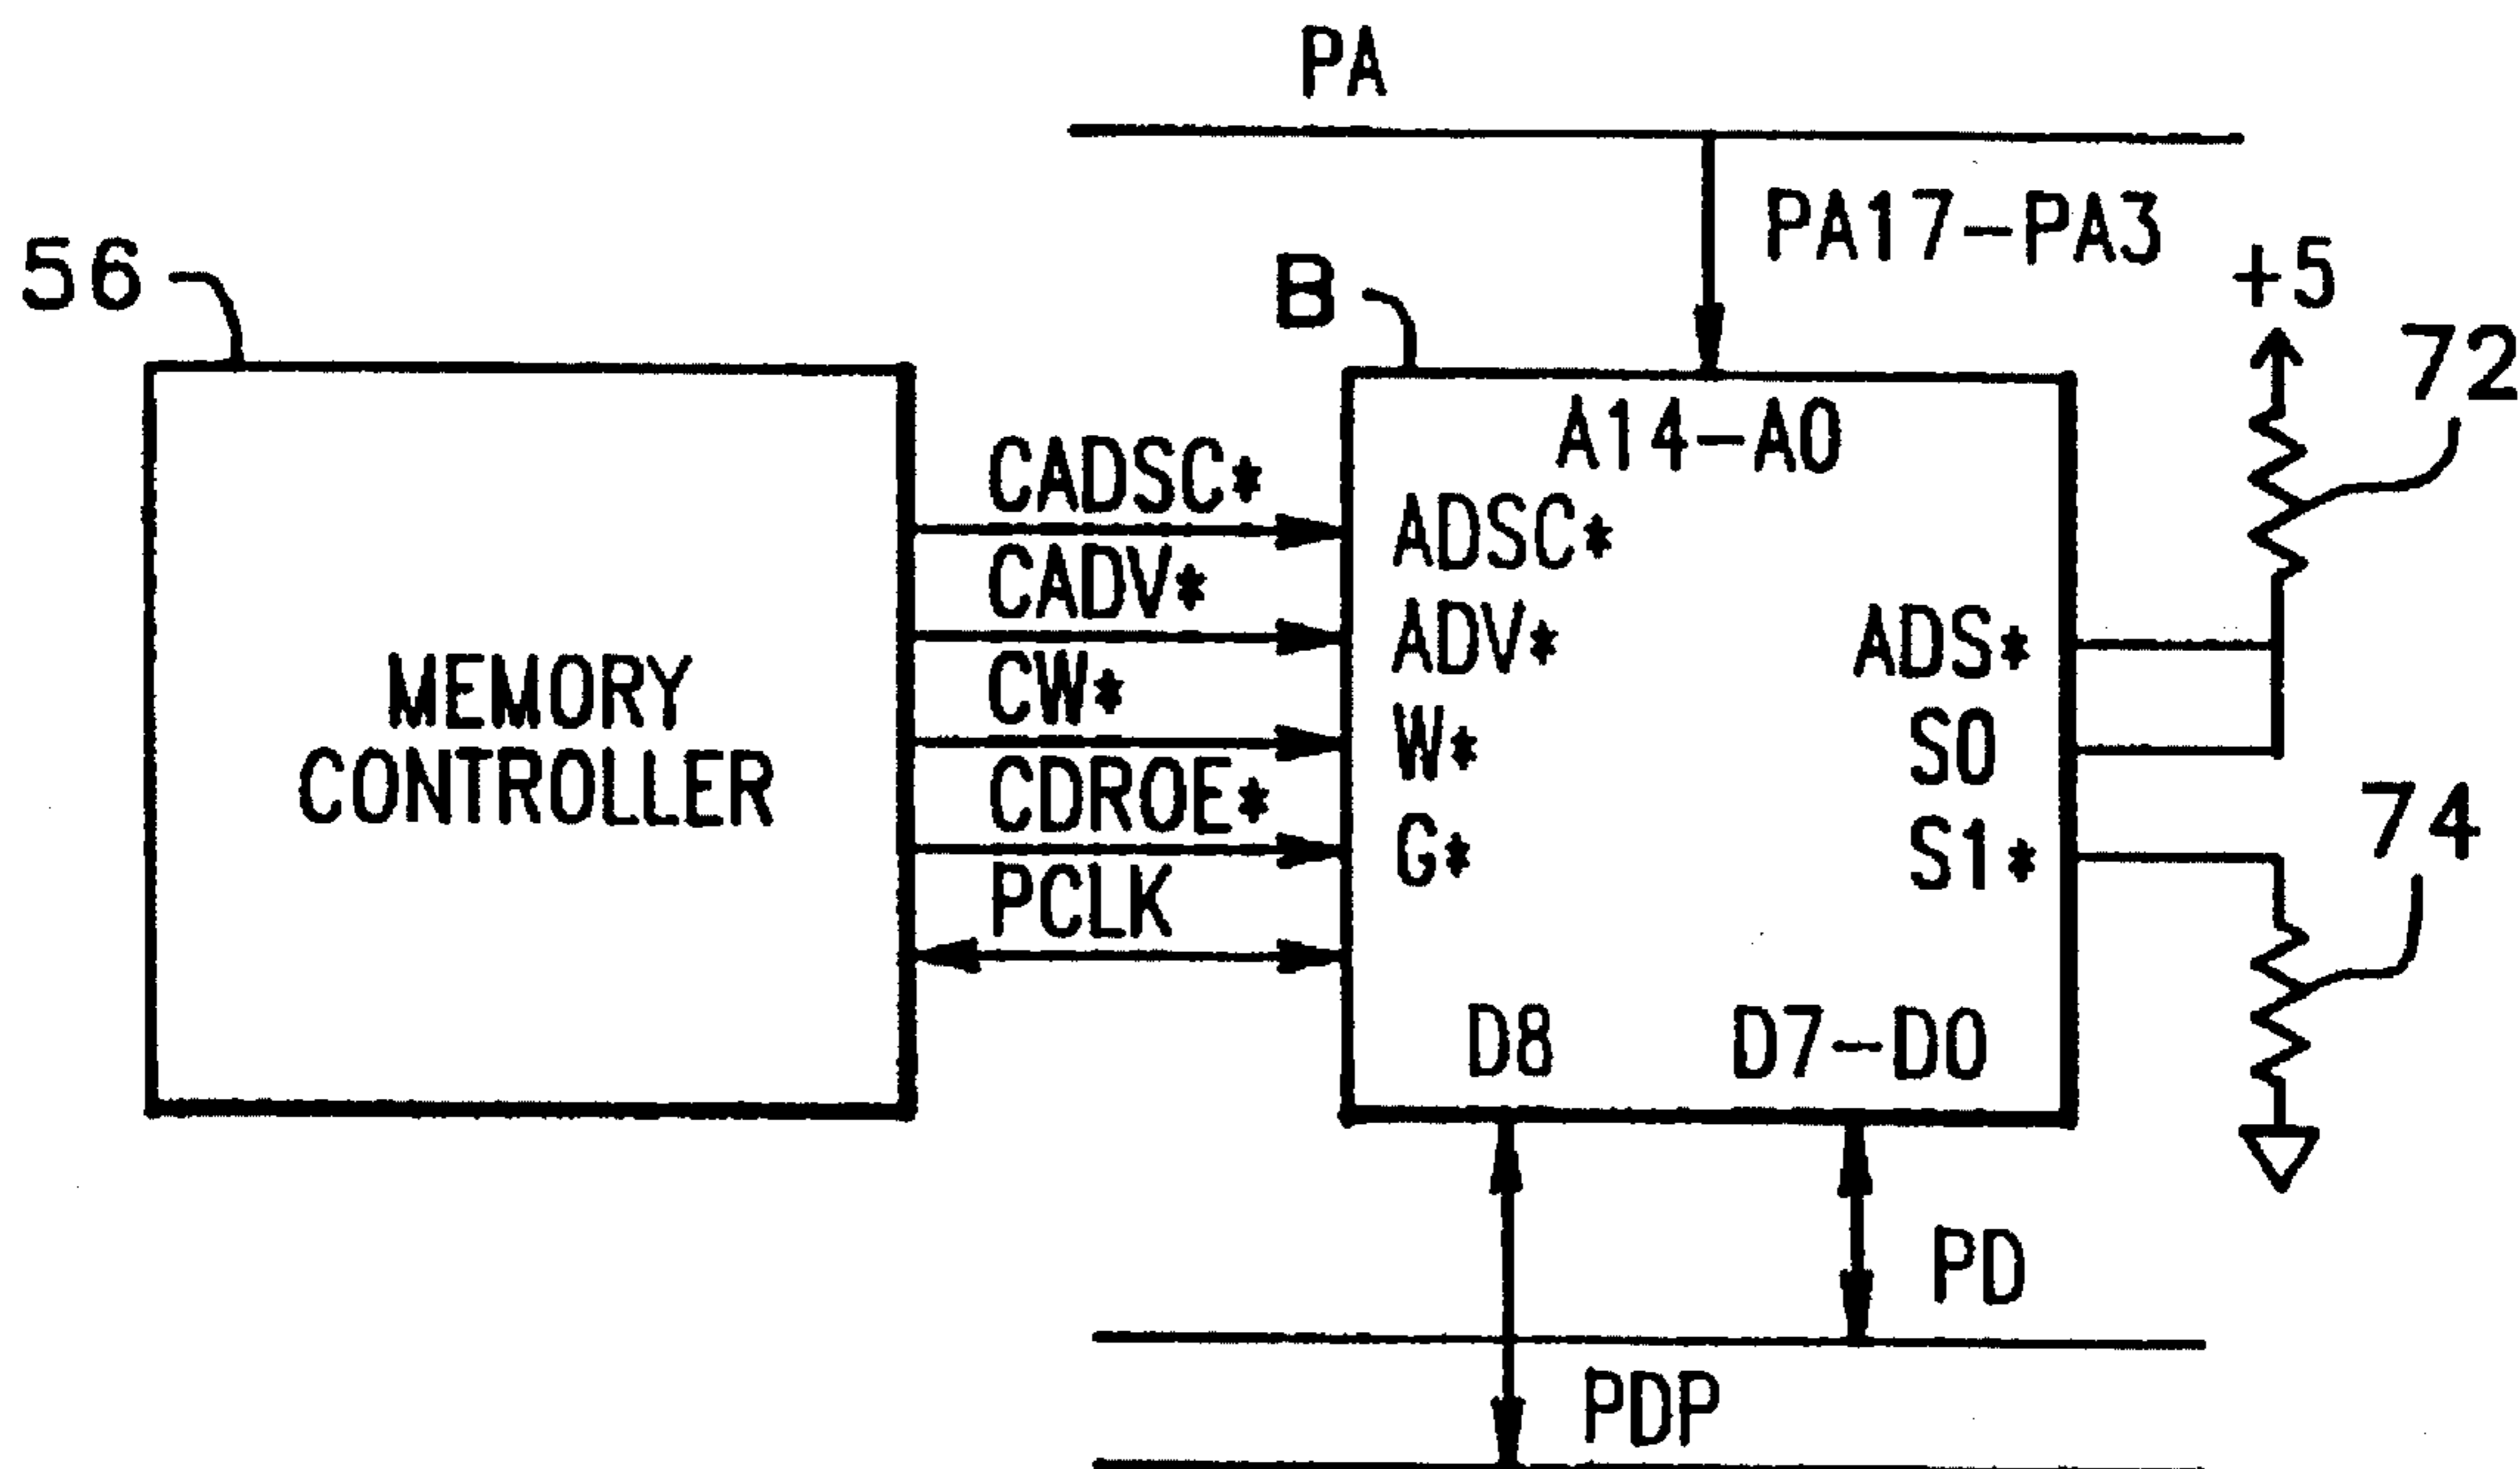 PA
PA17-PA3
56
B
+5
72
A14-A0
CADSC*
ADSC*
CADV*
ADV*
ADS*
MEMORY
CONTROLLER
CW*
W*
S0
CDROE*
G*
S1*
74
PCLK
D8
D7-D0
PD
PDP